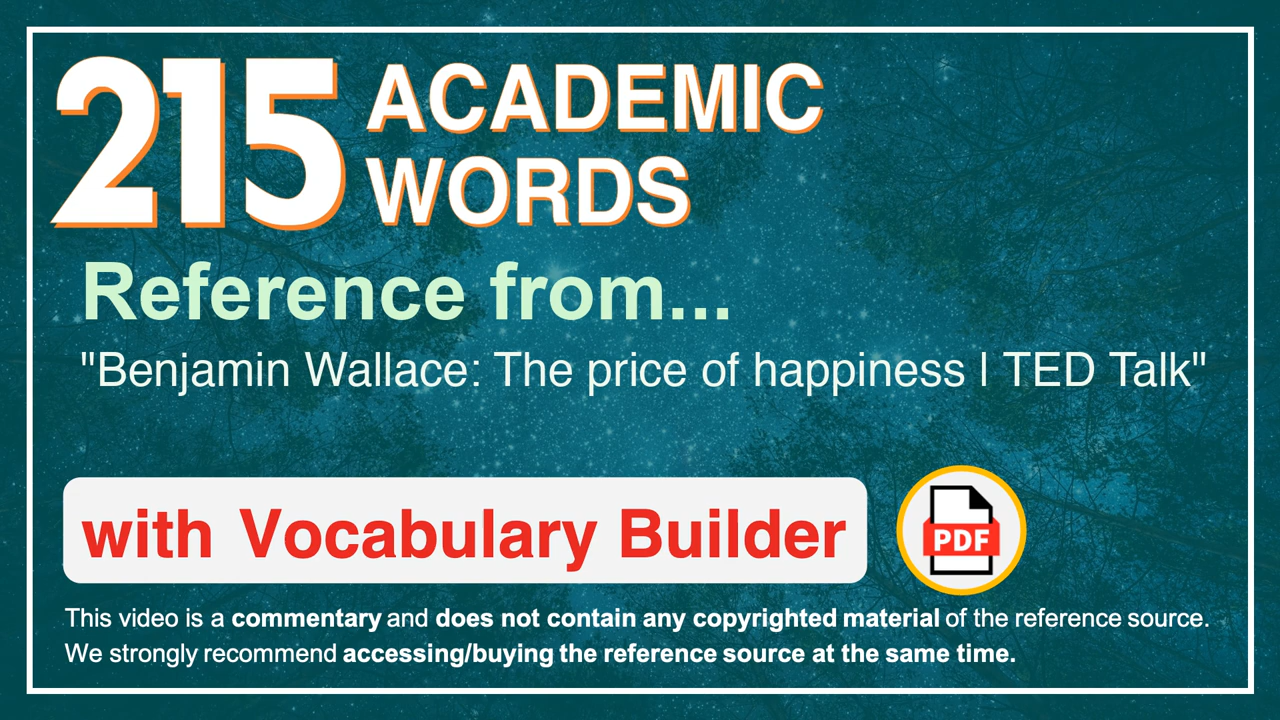 215 ACADEMIC
WORDS
Reference from...
"Benjamin Wallace: The price of happiness | TED Talk"
with Vocabulary Builder
PDF
This video is a commentary and does not contain any copyrighted material of the reference source.
We strongly recommend accessing/buying the reference source at the same time.